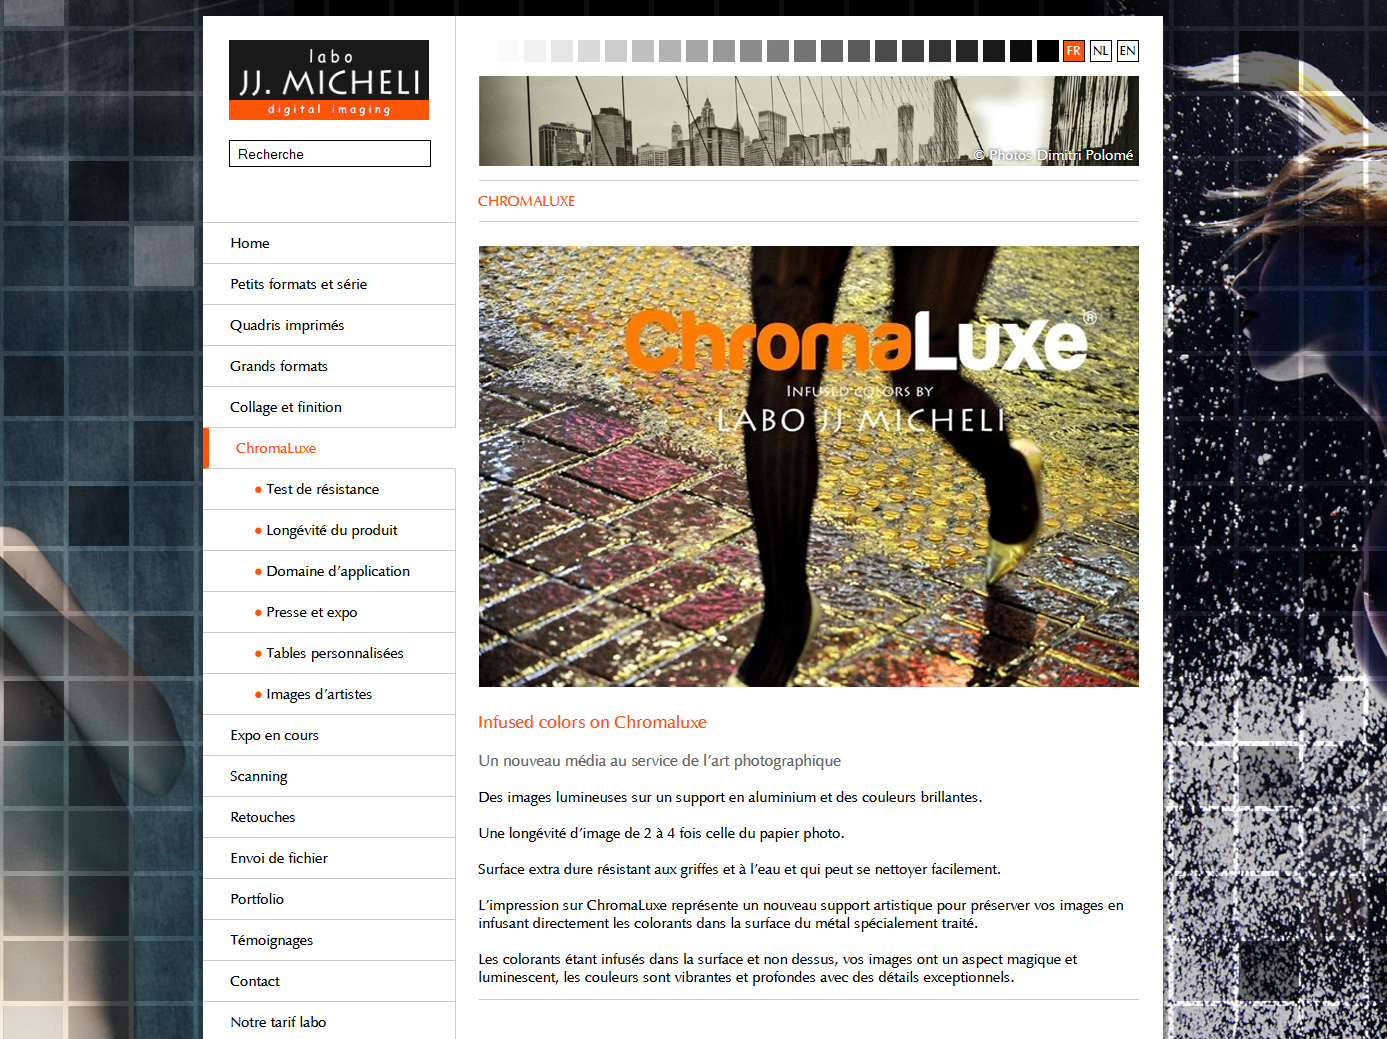 labo
JJ. MICHELI
digital imaging
Recherche
Home
Petits formats et série
Quadris imprimés
Grands formats
Collage et finition
ChromaLuxe
Test de résistance
Longévité du produit
Domaine d'application
Presse et expo
Tables personnalisées
Images d'artistes
Expo en cours
Scanning
Retouches
Envoi de fichier
Portfolio
Témoignages
Contact
Notre tarif labo
FR NL EN
© Photos Dimitri Polomé
CHROMALUXE
ChromaLuxe®
INFUSED COLORS BY
LABO JJ MICHELI
Infused colors on Chromaluxe
Un nouveau média au service de l'art photographique
Des images lumineuses sur un support en aluminium et des couleurs brillantes.
Une longévité d'image de 2 à 4 fois celle du papier photo.
Surface extra dure résistant aux griffes et à l'eau et qui peut se nettoyer facilement.
L'impression sur ChromaLuxe représente un nouveau support artistique pour préserver vos images en
infusant directement les colorants dans la surface du métal spécialement traité.
Les colorants étant infusés dans la surface et non dessus, vos images ont un aspect magique et
luminescent, les couleurs sont vibrantes et profondes avec des détails exceptionnels.